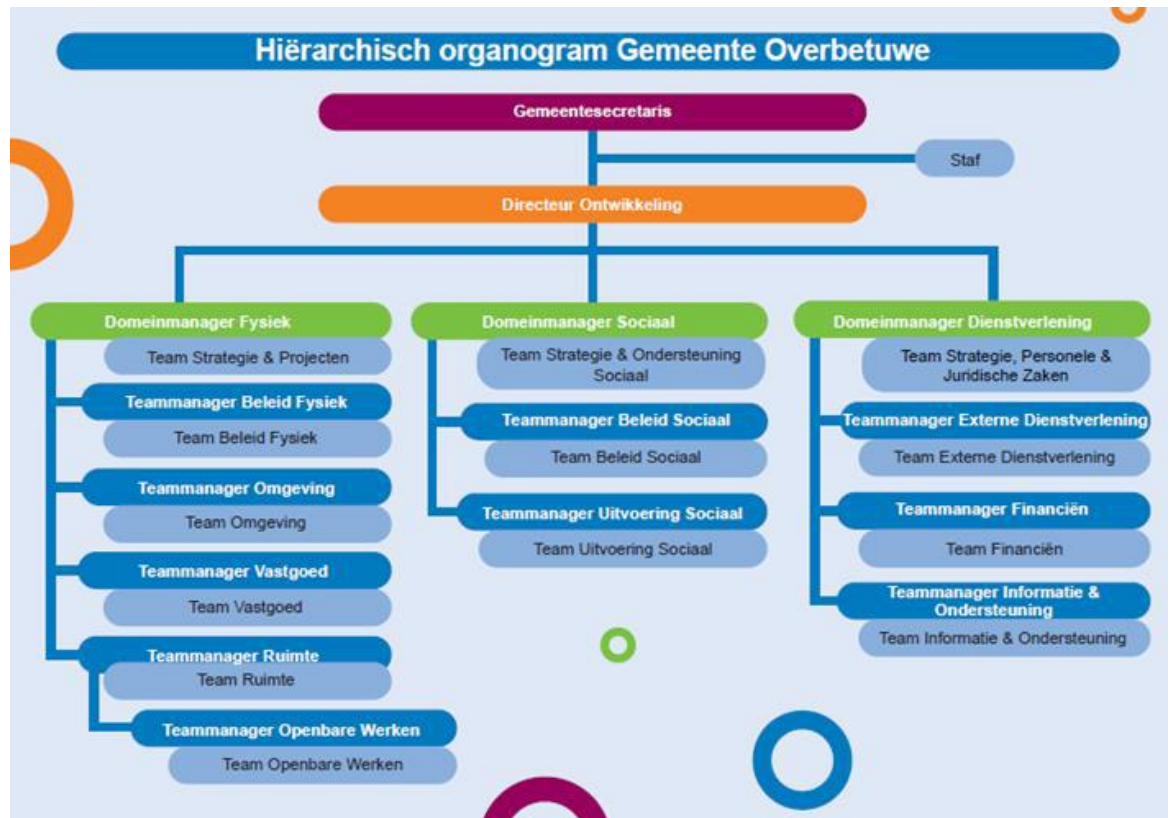 Hiërarchisch organogram Gemeente Overbetuwe
Gemeentesecretaris
Staf
Directeur Ontwikkeling
Domeinmanager Fysiek
Team Strategie & Projecten
Teammanager Beleid Fysiek
Team Beleid Fysiek
Teammanager Omgeving
Team Omgeving
Teammanager Vastgoed
Team Vastgoed
Teammanager Ruimte
Team Ruimte
Teammanager Openbare Werken
Team Openbare Werken
Domeinmanager Sociaal
Team Strategie & Ondersteuning
Sociaal
Teammanager Beleid Sociaal
Team Beleid Sociaal
Teammanager Uitvoering Sociaal
Team Uitvoering Sociaal
Domeinmanager Dienstverlening
Team Strategie, Personele &
Juridische Zaken
Teammanager Externe Dienstverlening
Team Externe Dienstverlening
Teammanager Financiën
Team Financiën
Teammanager Informatie &
Ondersteuning
Team Informatie & Ondersteuning